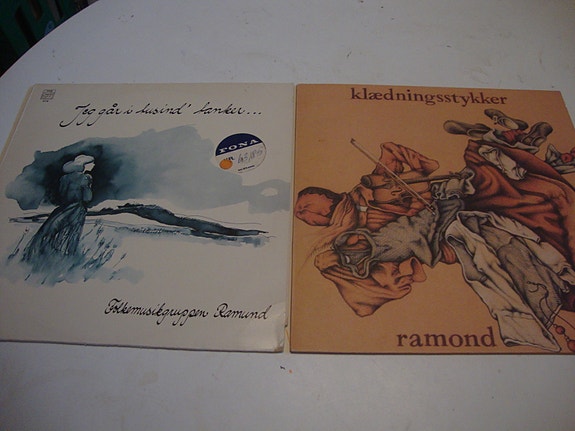 Jeg går i tusind' tanker...
FONA
Folkemusikgruppen Ramund
klædningsstykker
ramond